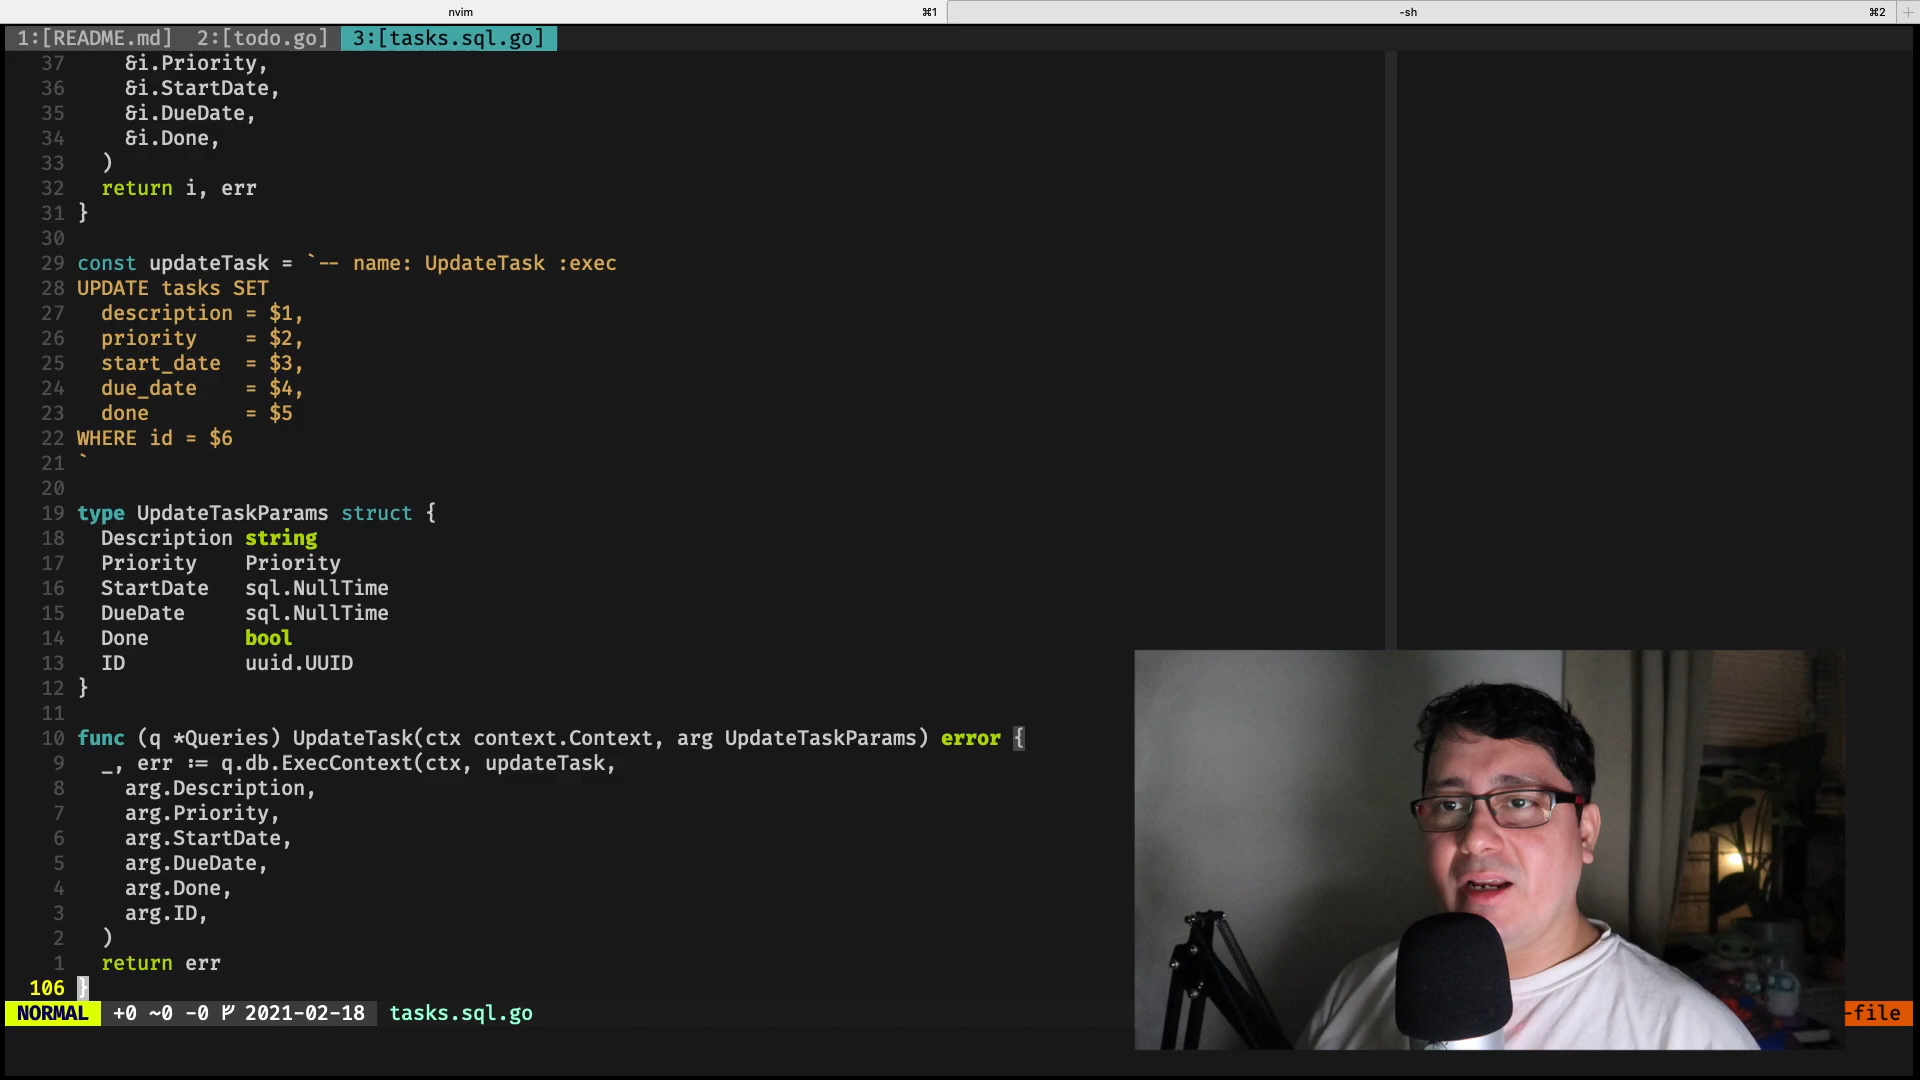 nvim ⌘1 -sh ⌘2 +
1:[README.md] 2:[todo.go] 3:[tasks.sql.go]
37     &i.Priority,
36     &i.StartDate,
35     &i.DueDate,
34     &i.Done,
33   )
32   return i, err
31 }
30
29 const updateTask = `-- name: UpdateTask :exec
28 UPDATE tasks SET
27   description = $1,
26   priority    = $2,
25   start_date  = $3,
24   due_date    = $4,
23   done        = $5
22 WHERE id = $6
21 `
20
19 type UpdateTaskParams struct {
18   Description string
17   Priority    Priority
16   StartDate   sql.NullTime
15   DueDate     sql.NullTime
14   Done        bool
13   ID          uuid.UUID
12 }
11
10 func (q *Queries) UpdateTask(ctx context.Context, arg UpdateTaskParams) error {
9   _, err := q.db.ExecContext(ctx, updateTask,
8     arg.Description,
7     arg.Priority,
6     arg.StartDate,
5     arg.DueDate,
4     arg.Done,
3     arg.ID,
2   )
1   return err
106 }
NORMAL +0 ~0 -0 2021-02-18 tasks.sql.go -file